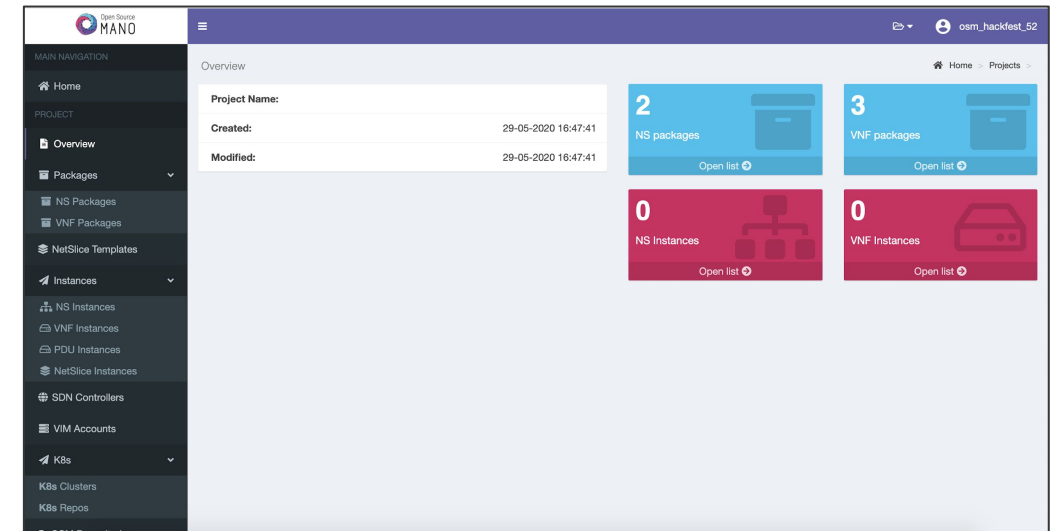 Open Source
MANO
osm_hackfest_52
MAIN NAVIGATION
Home
PROJECT
Overview
Packages
NS Packages
VNF Packages
NetSlice Templates
Instances
NS Instances
VNF Instances
PDU Instances
NetSlice Instances
SDN Controllers
VIM Accounts
K8s
K8s Clusters
K8s Repos
Overview
Home > Projects >
Project Name:
Created: 29-05-2020 16:47:41
Modified: 29-05-2020 16:47:41
2
NS packages
Open list
3
VNF packages
Open list
0
NS Instances
Open list
0
VNF Instances
Open list